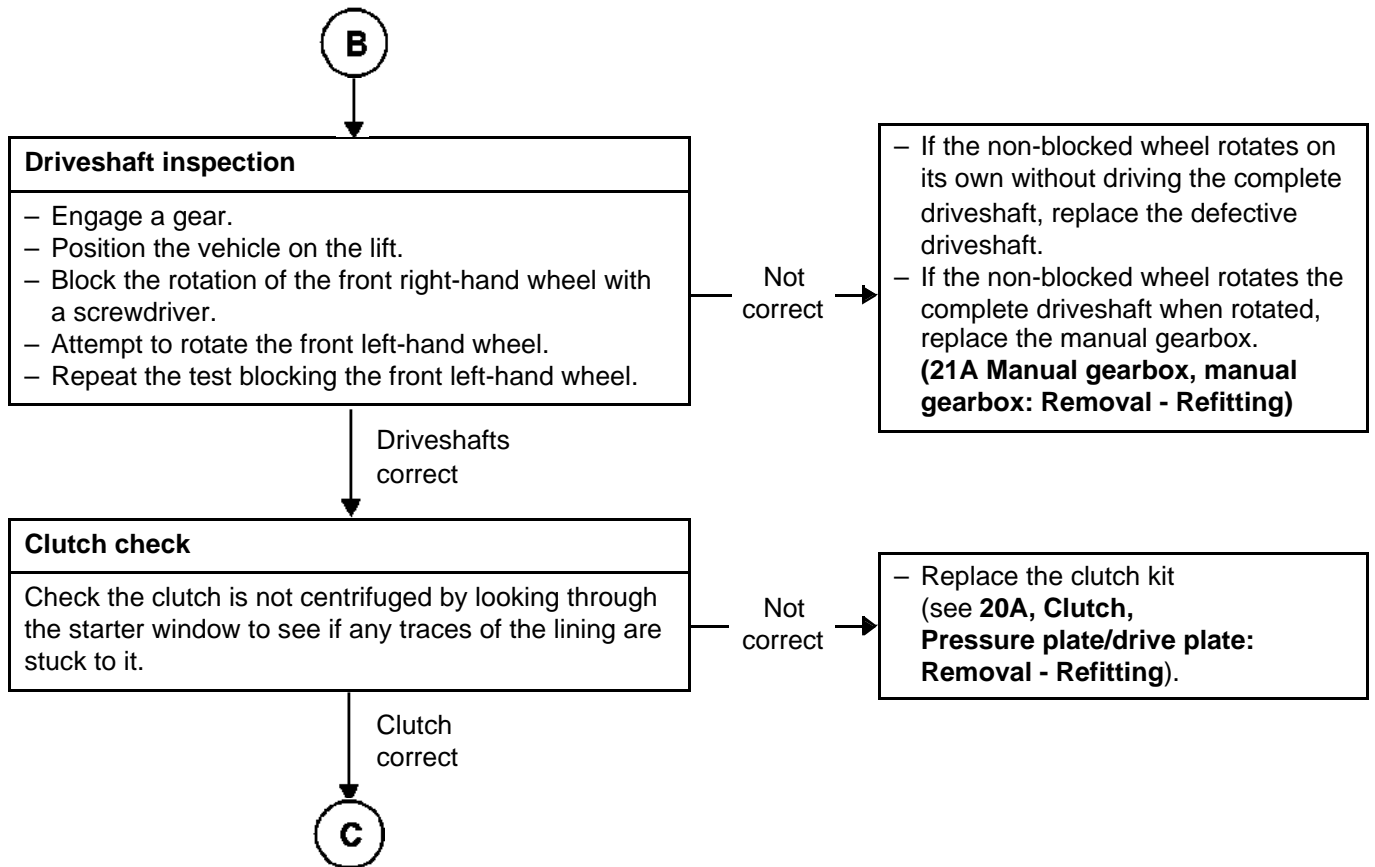 B
Driveshaft inspection
– Engage a gear.
– Position the vehicle on the lift.
– Block the rotation of the front right-hand wheel with
a screwdriver.
– Attempt to rotate the front left-hand wheel.
– Repeat the test blocking the front left-hand wheel.
Not
correct
– If the non-blocked wheel rotates on
its own without driving the complete
driveshaft, replace the defective
driveshaft.
– If the non-blocked wheel rotates the
complete driveshaft when rotated,
replace the manual gearbox.
(21A Manual gearbox, manual
gearbox: Removal - Refitting)
Driveshafts
correct
Clutch check
Check the clutch is not centrifuged by looking through
the starter window to see if any traces of the lining are
stuck to it.
Not
correct
– Replace the clutch kit
(see 20A, Clutch,
Pressure plate/drive plate:
Removal - Refitting).
Clutch
correct
C